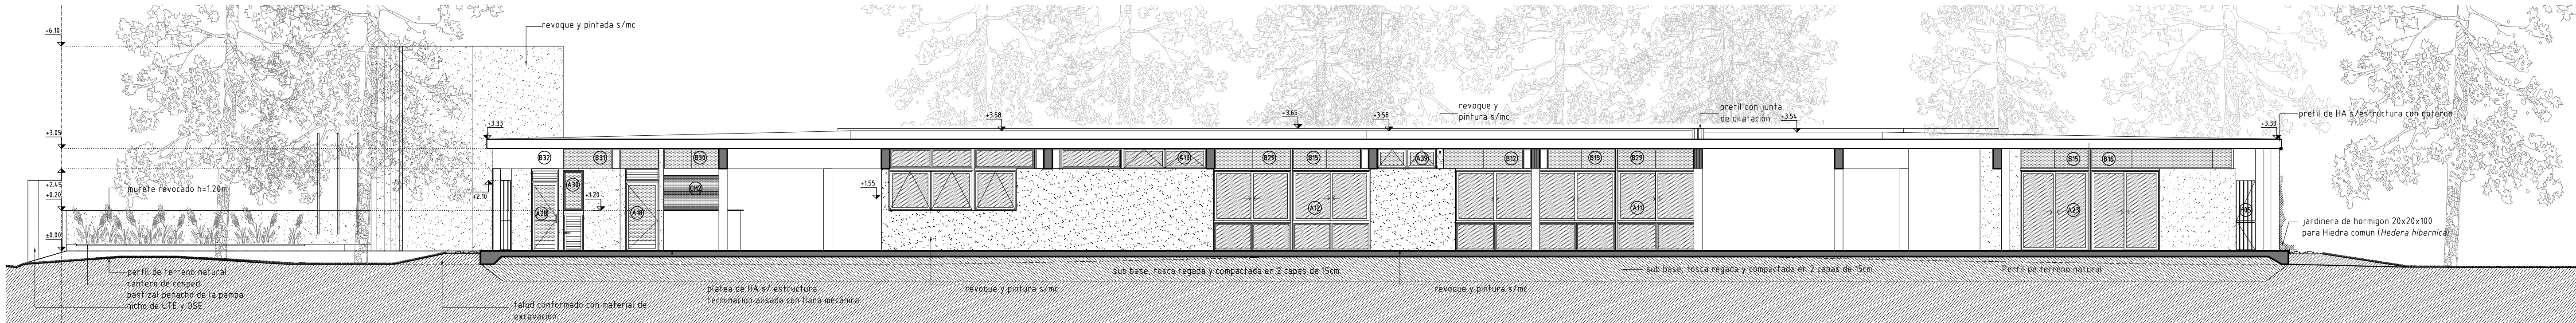 revoque y pintada s/mc
+6.10
+3.05
+2.45
+0.20
±0.00
murete revocado h=1.20m
perfil de terreno natural
cantero de cesped.
pastizal penacho de la pampa
nicho de UTE y OSE
talud conformado con material de
excavación.
+3.33
+2.10
B32
B31
B30
A28
A30
+1.20
A18
CM2
platea de HA s/ estructura.
terminacion alisado con llana mecánica.
+1.55
+3.58
revoque y pintura s/mc
A13
sub base, tosca regada y compactada en 2 capas de 15cm.
B29
B15
A12
+3.65
+3.58
A39
revoque y
pintura s/mc
revoque y pintura s/mc
B12
B15
B29
A11
pretil con junta
de dilatación
+3.54
sub base, tosca regada y compactada en 2 capas de 15cm.
Perfil de terreno natural
B15
B16
A23
H05
+3.33
pretil de HA s/estructura con goteron
jardinera de hormigon 20x20x100
para Hiedra comun (Hedera hibernica)